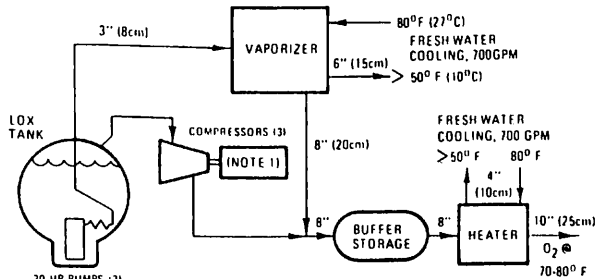 3" (8cm)
VAPORIZER
80°F (27°C)
FRESH WATER
COOLING, 700GPM
6" (15cm)
> 50°F (10°C)
LOX
TANK
COMPRESSORS (3)
(NOTE 1)
8" (20cm)
FRESH WATER
COOLING, 700 GPM
>50° F
80° F
4"
(10cm)
8"
BUFFER
STORAGE
8"
HEATER
10" (25cm)
O2 @
70-80° F
20 HP PUMPS (2)